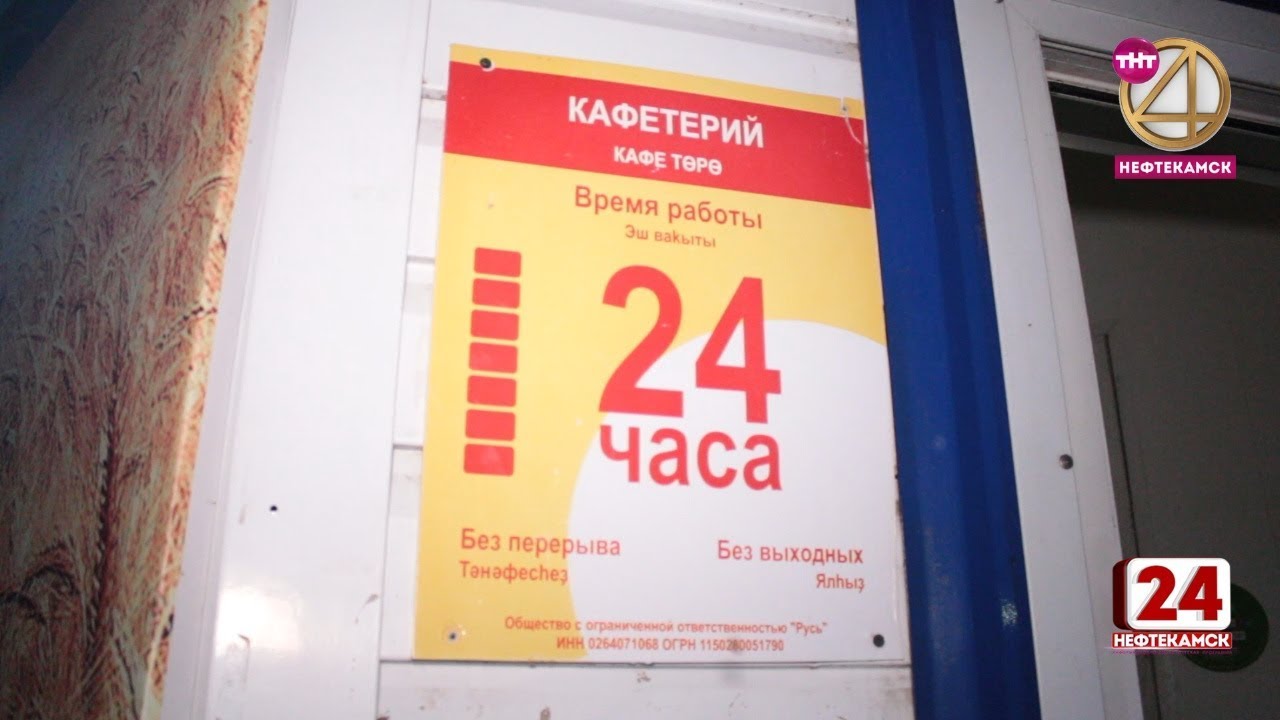 КАФЕТЕРИЙ
КАФЕ ТӨРӨ
Время работы
Эш ваҡыты
24
часа
Без перерыва
Тәнәфесһеҙ
Без выходных
Ялһыҙ
Общество с ограниченной ответственностью "Русь"
ИНН 0264071068 ОГРН 1150280051790
ТНТ
4
НЕФТЕКАМСК
24
НЕФТЕКАМСК